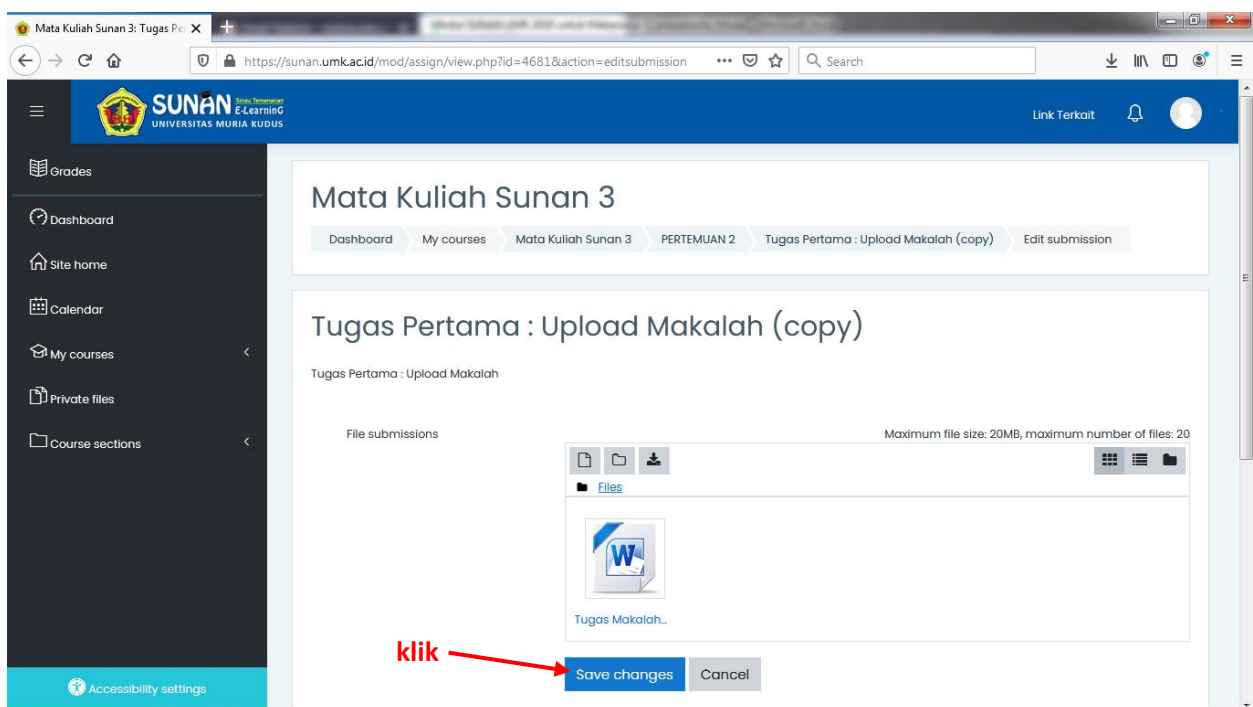 Mata Kuliah Sunan 3: Tugas Pe
https://sunan.umk.ac.id/mod/assign/view.php?id=4681&action=editsubmission
Search
SUNAN Sinau Temenanan E-LearninG
UNIVERSITAS MURIA KUDUS
Link Terkait
Grades
Dashboard
Site home
Calendar
My courses
Private files
Course sections
Accessibility settings
Mata Kuliah Sunan 3
Dashboard My courses Mata Kuliah Sunan 3 PERTEMUAN 2 Tugas Pertama : Upload Makalah (copy) Edit submission
Tugas Pertama : Upload Makalah (copy)
Tugas Pertama : Upload Makalah
File submissions
Maximum file size: 20MB, maximum number of files: 20
Files
W
Tugas Makalah...
klik
Save changes Cancel